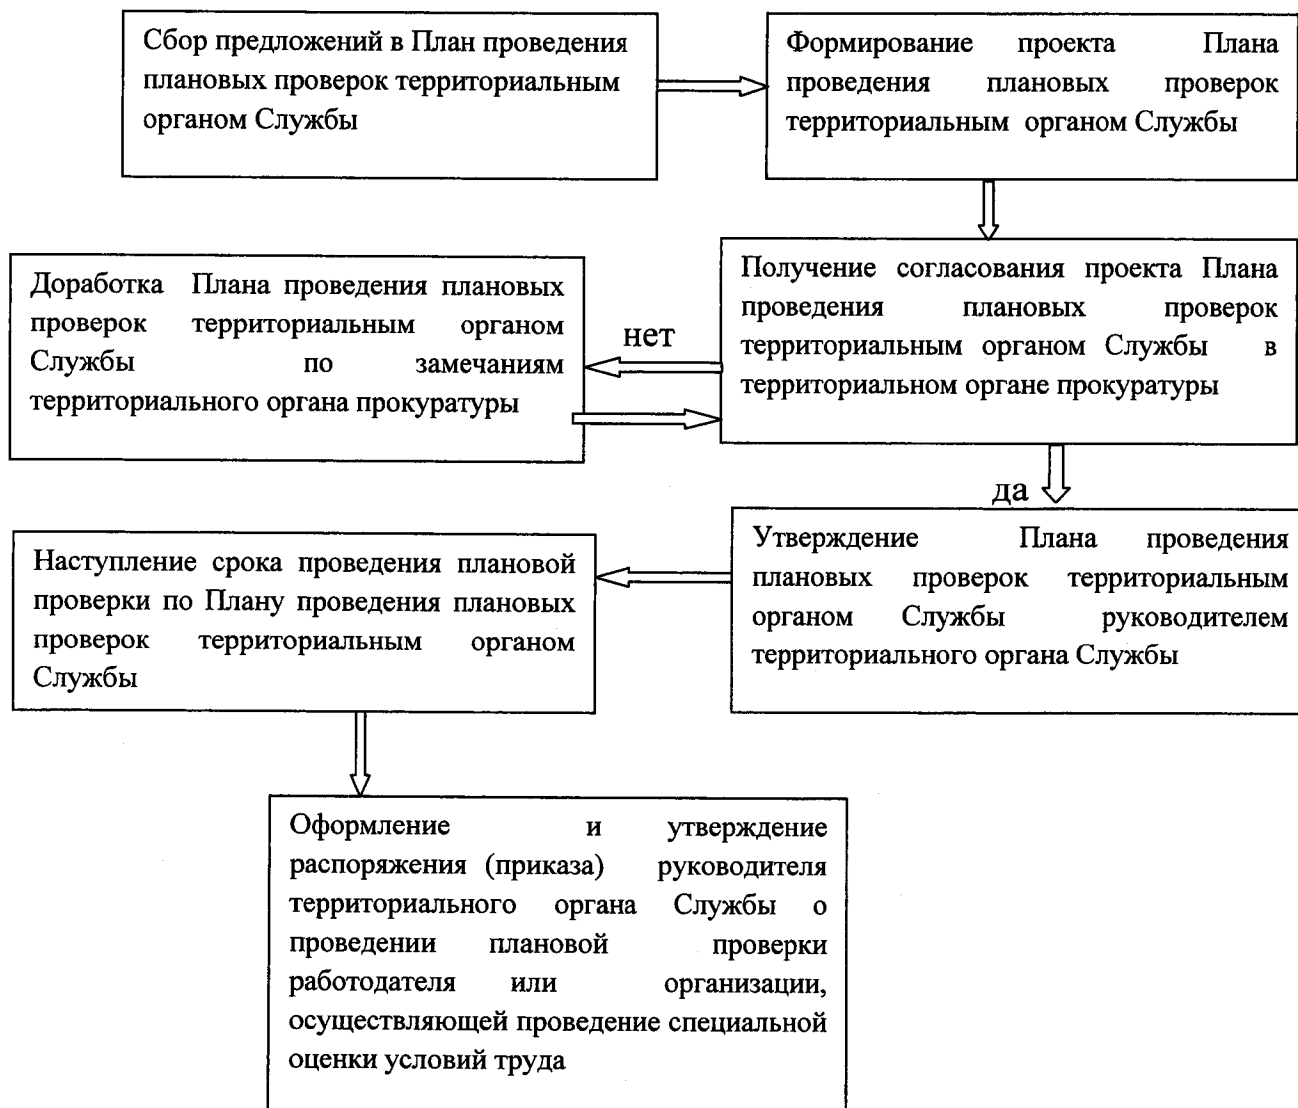 Сбор предложений в План проведения
плановых проверок территориальным
органом Службы
Формирование проекта Плана
проведения плановых проверок
территориальным органом Службы
Получение согласования проекта Плана
проведения плановых проверок
территориальным органом Службы в
территориальном органе прокуратуры
нет
Доработка Плана проведения плановых
проверок территориальным органом
Службы по замечаниям
территориального органа прокуратуры
да
Утверждение Плана проведения
плановых проверок территориальным
органом Службы руководителем
территориального органа Службы
Наступление срока проведения плановой
проверки по Плану проведения плановых
проверок территориальным органом
Службы
Оформление и утверждение
распоряжения (приказа) руководителя
территориального органа Службы о
проведении плановой проверки
работодателя или организации,
осуществляющей проведение специальной
оценки условий труда